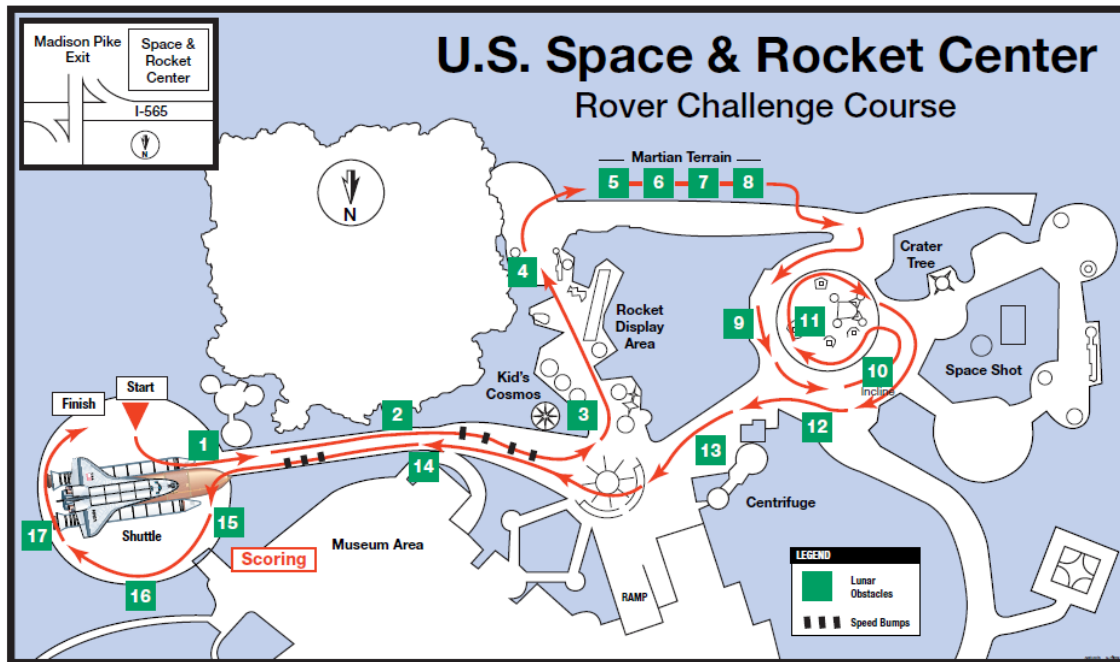 Madison Pike
Exit
Space &
Rocket
Center
I-565
N
U.S. Space & Rocket Center
Rover Challenge Course
N
Martian Terrain
5
6
7
8
4
Crater
Tree
Rocket
Display
Area
9
11
10
Incline
Space Shot
Kid's
Cosmos
Start
Finish
1
2
3
12
13
14
Centrifuge
15
Shuttle
17
16
Scoring
Museum Area
RAMP
LEGEND
Lunar
Obstacles
Speed Bumps